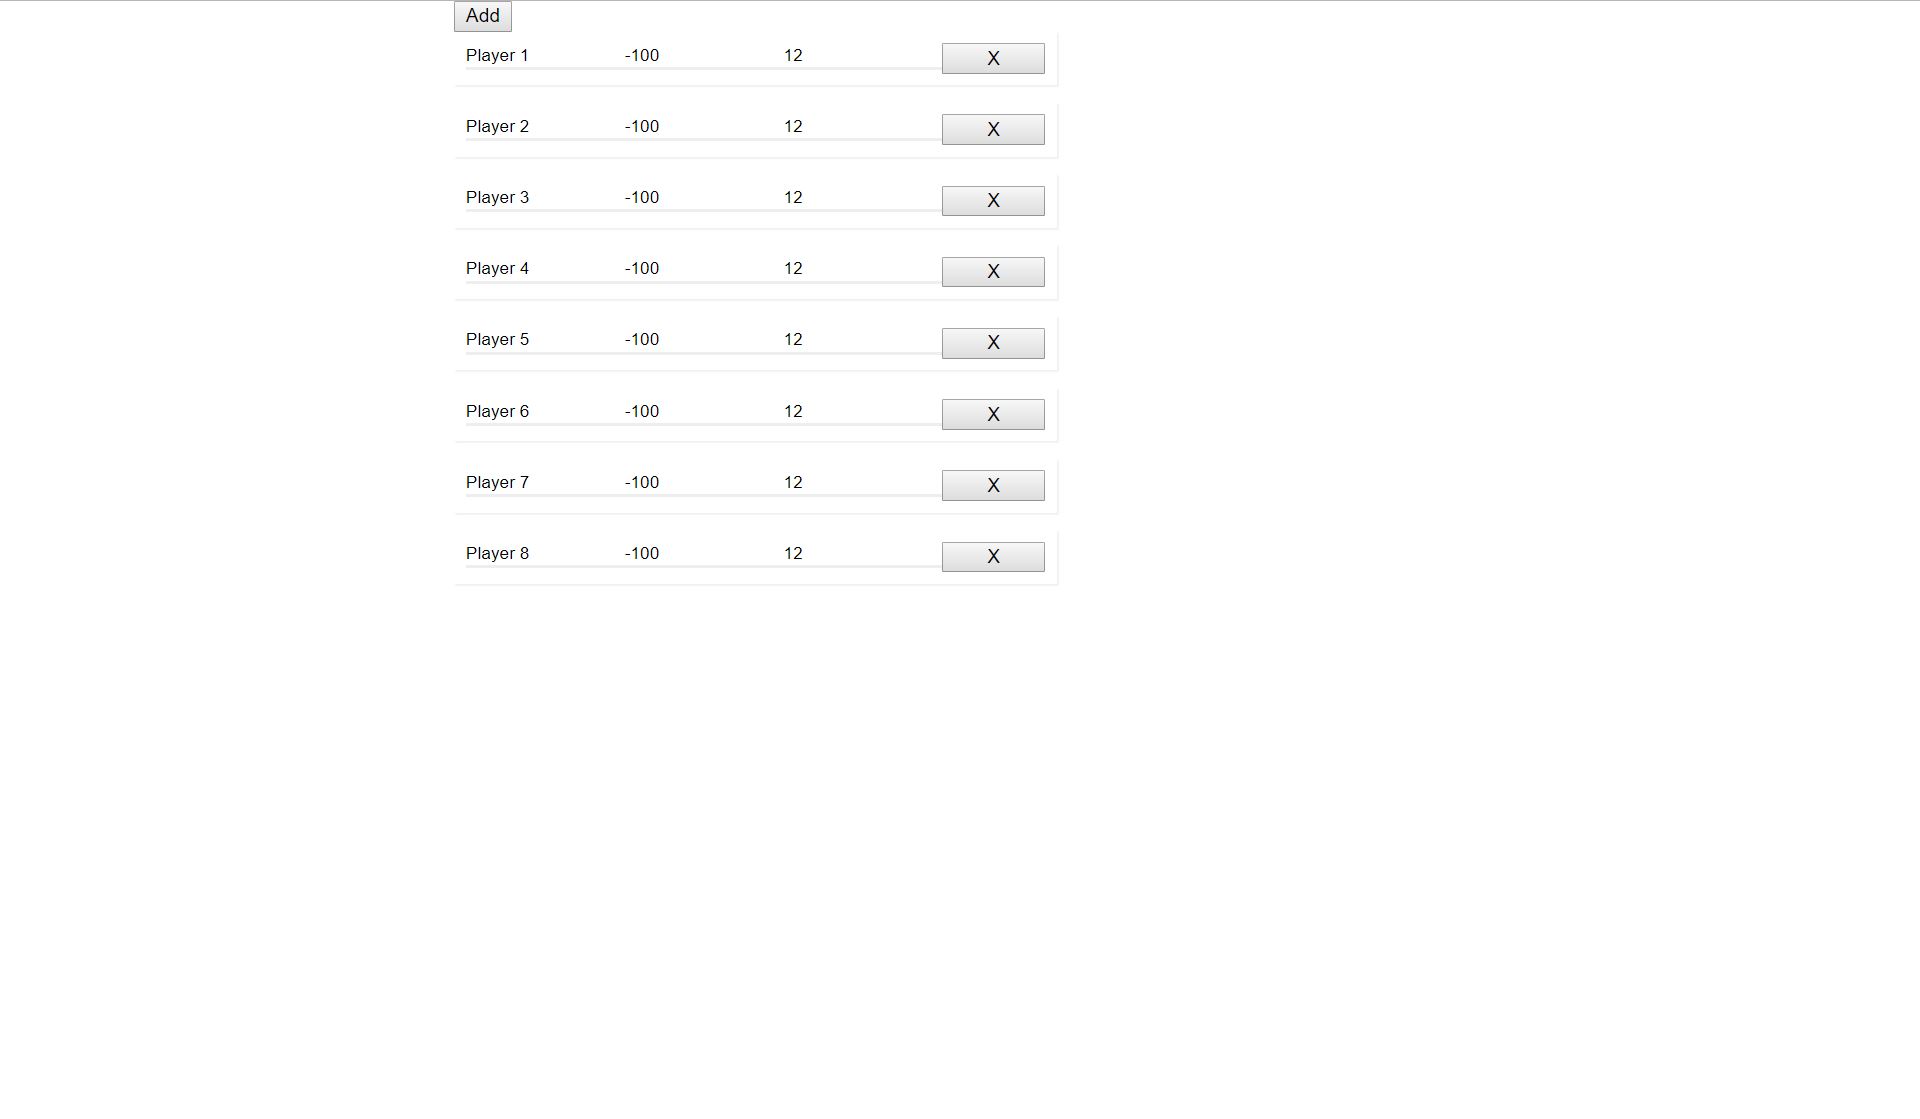 Add
Player 1 -100 12 X
Player 2 -100 12 X
Player 3 -100 12 X
Player 4 -100 12 X
Player 5 -100 12 X
Player 6 -100 12 X
Player 7 -100 12 X
Player 8 -100 12 X